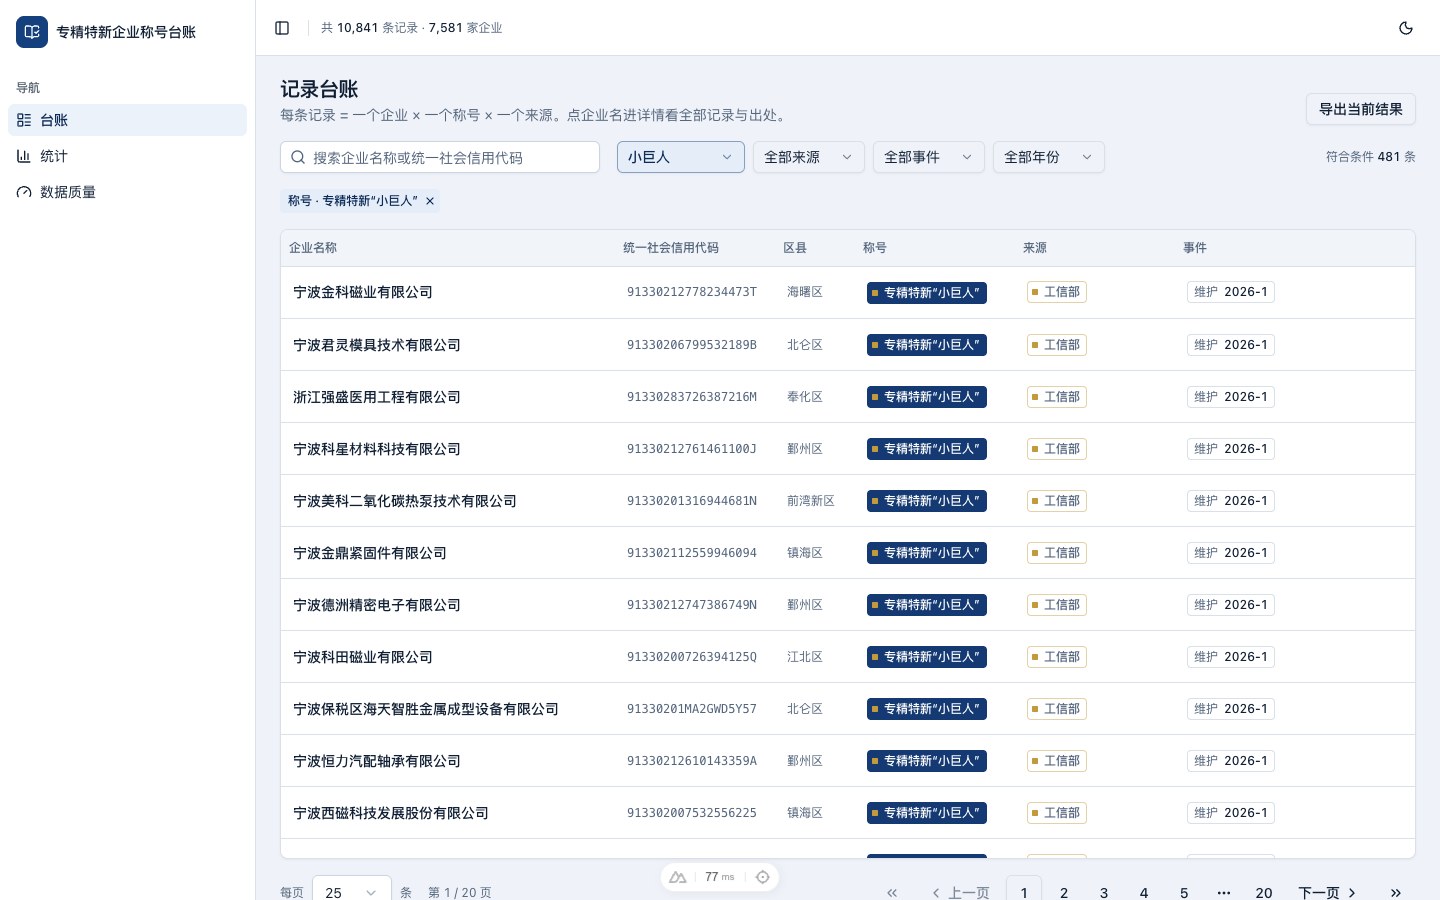 专精特新企业称号台账
共 10,841 条记录 · 7,581 家企业
导航
台账
统计
数据质量
记录台账
每条记录 = 一个企业 × 一个称号 × 一个来源。点企业名进详情看全部记录与出处。
导出当前结果
搜索企业名称或统一社会信用代码
小巨人 全部来源 全部事件 全部年份 符合条件 481 条
称号 · 专精特新“小巨人” ×
企业名称 统一社会信用代码 区县 称号 来源 事件
宁波金科磁业有限公司 91330212778234473T 海曙区 专精特新“小巨人” 工信部 维护 2026-1
宁波君灵模具技术有限公司 91330206799532189B 北仑区 专精特新“小巨人” 工信部 维护 2026-1
浙江强盛医用工程有限公司 91330283726387216M 奉化区 专精特新“小巨人” 工信部 维护 2026-1
宁波科星材料科技有限公司 91330212761461100J 鄞州区 专精特新“小巨人” 工信部 维护 2026-1
宁波美科二氧化碳热泵技术有限公司 91330201316944681N 前湾新区 专精特新“小巨人” 工信部 维护 2026-1
宁波金鼎紧固件有限公司 913302112559946094 镇海区 专精特新“小巨人” 工信部 维护 2026-1
宁波德洲精密电子有限公司 91330212747386749N 鄞州区 专精特新“小巨人” 工信部 维护 2026-1
宁波科田磁业有限公司 91330200726394125Q 江北区 专精特新“小巨人” 工信部 维护 2026-1
宁波保税区海天智胜金属成型设备有限公司 91330201MA2GWD5Y57 北仑区 专精特新“小巨人” 工信部 维护 2026-1
宁波恒力汽配轴承有限公司 91330212610143359A 鄞州区 专精特新“小巨人” 工信部 维护 2026-1
宁波西磁科技发展股份有限公司 913302007532556225 镇海区 专精特新“小巨人” 工信部 维护 2026-1
77 ms
每页 25 条 第 1 / 20 页 « ‹ 上一页 1 2 3 4 5 ··· 20 下一页 › »